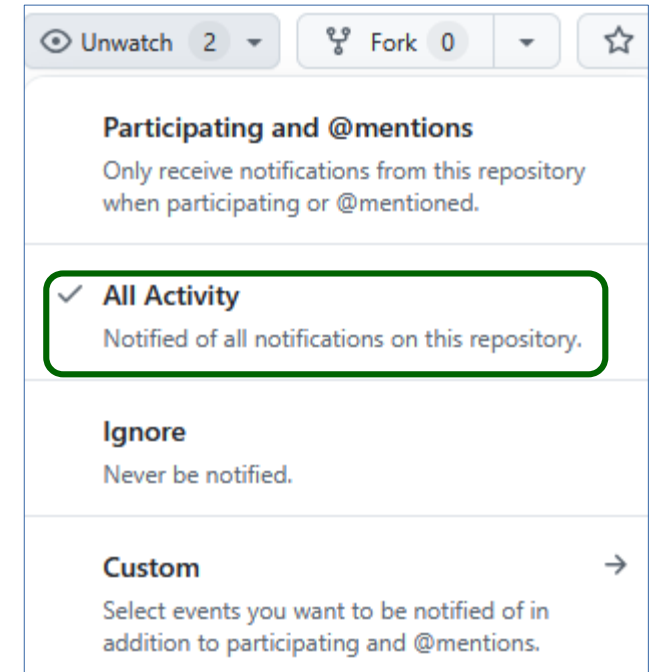 Unwatch 2 Fork 0
Participating and @mentions
Only receive notifications from this repository
when participating or @mentioned.
All Activity
Notified of all notifications on this repository.
Ignore
Never be notified.
Custom
Select events you want to be notified of in
addition to participating and @mentions.